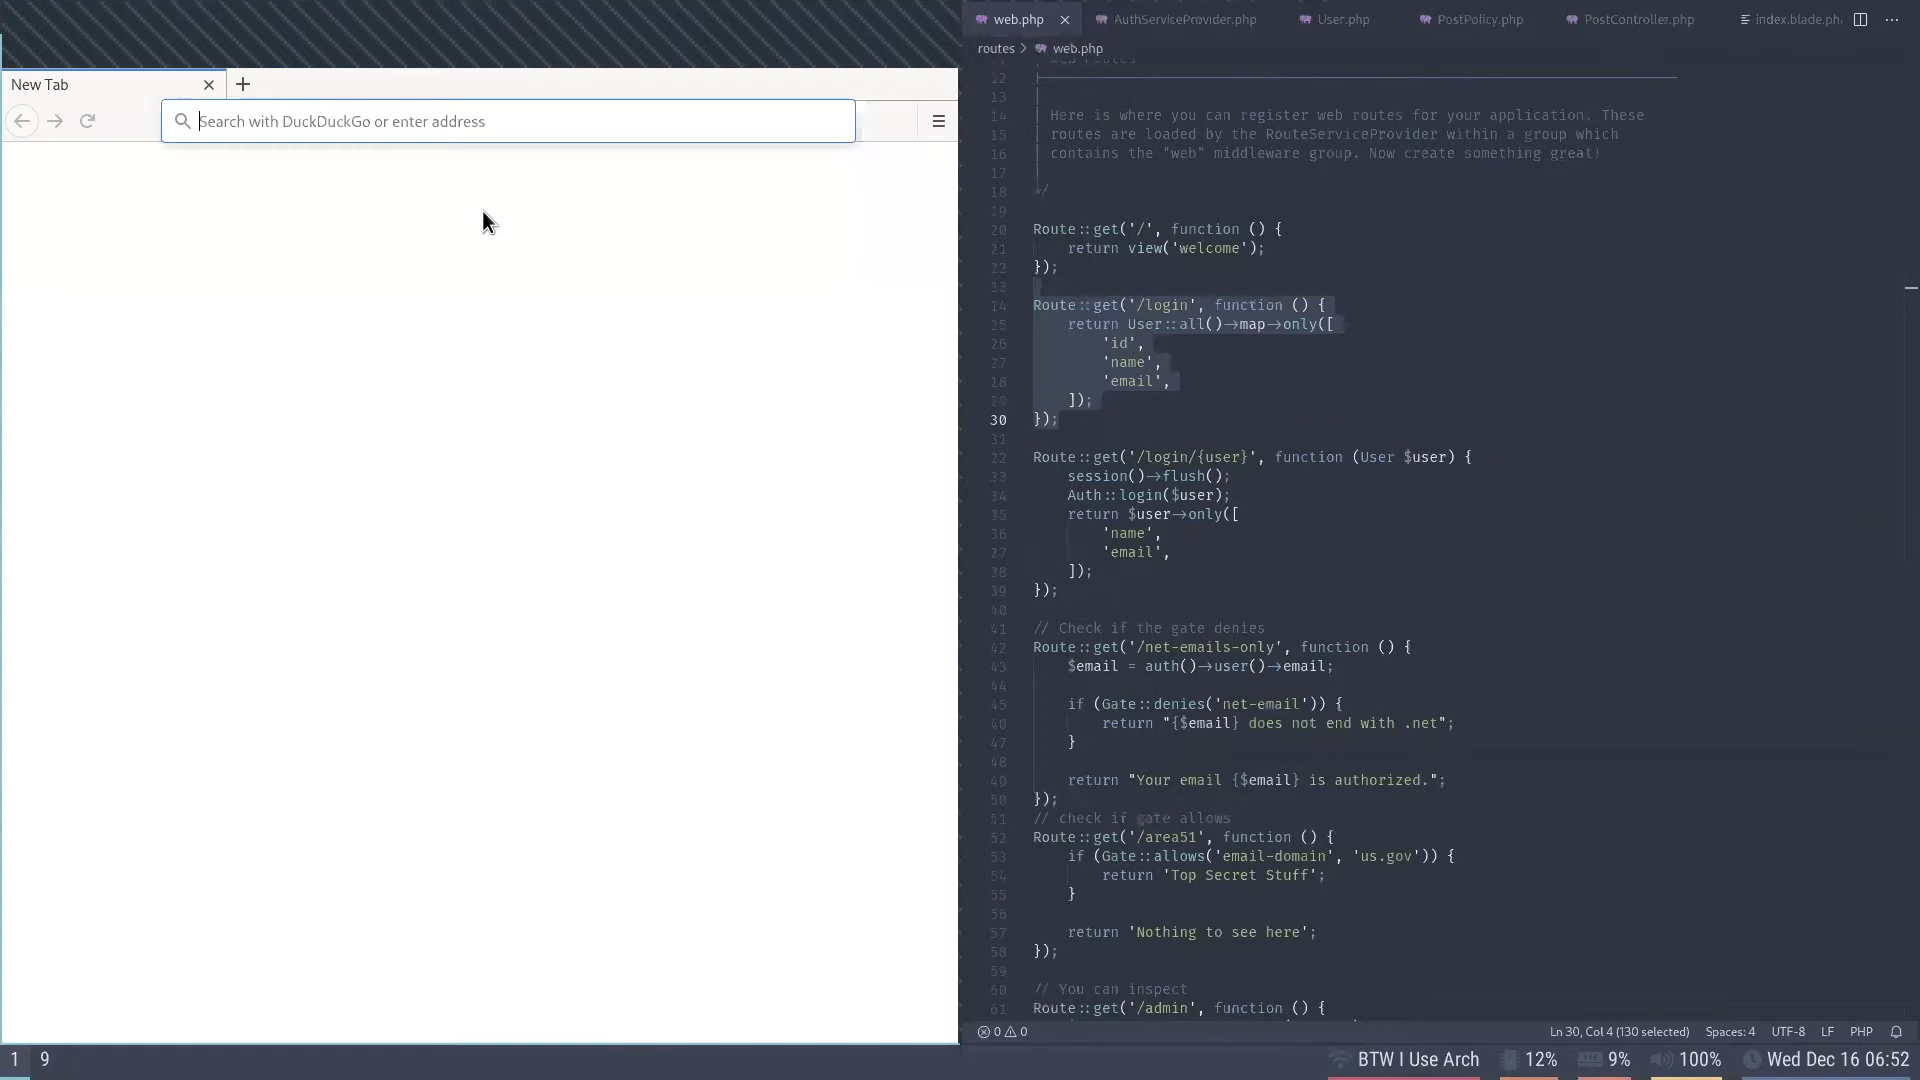 New Tab
Search with DuckDuckGo or enter address
web.php
AuthServiceProvider.php
User.php
PostPolicy.php
PostController.php
index.blade.ph
routes > web.php
12
13
14 | Here is where you can register web routes for your application. These
15 | routes are loaded by the RouteServiceProvider within a group which
16 | contains the "web" middleware group. Now create something great!
17 |
18 */
19
20 Route::get('/', function () {
21 return view('welcome');
22 });
Route::get('/login', function () {
25 return User::all()->map->only([
26 'id',
27 'name',
'email',
29 ]);
30 });
31
Route::get('/login/{user}', function (User $user) {
33 session()->flush();
34 Auth::login($user);
return $user->only([
36 'name',
'email',
38 ]);
39 });
40
41 // Check if the gate denies
42 Route::get('/net-emails-only', function () {
43 $email = auth()->user()->email;
44
45 if (Gate::denies('net-email')) {
return "{$email} does not end with .net";
47 }
48
49 return "Your email {$email} is authorized.";
50 });
51 // check if gate allows
52 Route::get('/area51', function () {
53 if (Gate::allows('email-domain', 'us.gov')) {
54 return 'Top Secret Stuff';
55 }
56
57 return 'Nothing to see here';
58 });
59
60 // You can inspect
61 Route::get('/admin', function () {
0 0
Ln 30, Col 4 (130 selected)
Spaces: 4
UTF-8
LF
PHP
1 9
BTW I Use Arch
12%
9%
100%
Wed Dec 16 06:52